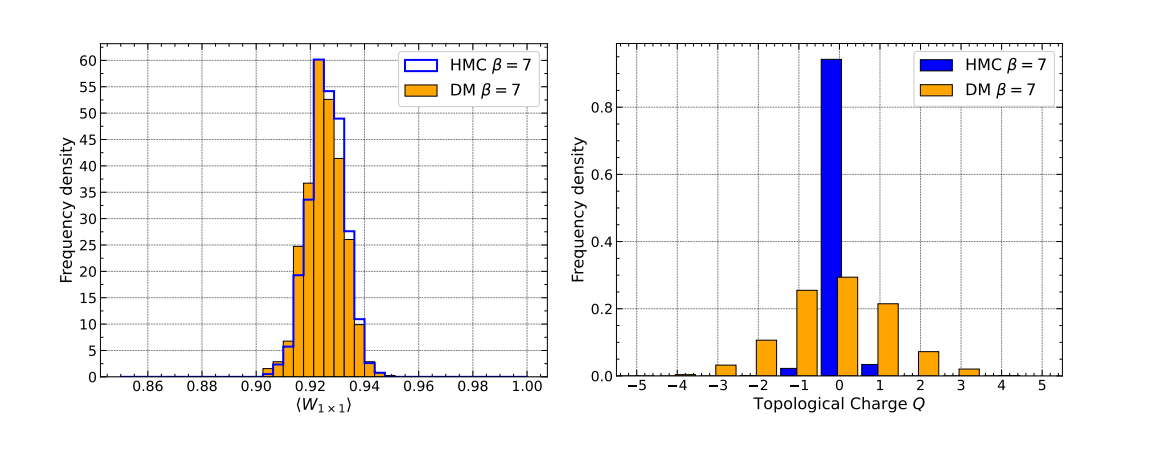 60
55
50
45
40
35
30
25
20
15
10
5
0
Frequency density
0.86 0.88 0.90 0.92 0.94 0.96 0.98 1.00
⟨W₁ₓ₁⟩
HMC β = 7
DM β = 7
0.8
0.6
0.4
0.2
0.0
Frequency density
−5 −4 −3 −2 −1 0 1 2 3 4 5
Topological Charge Q
HMC β = 7
DM β = 7